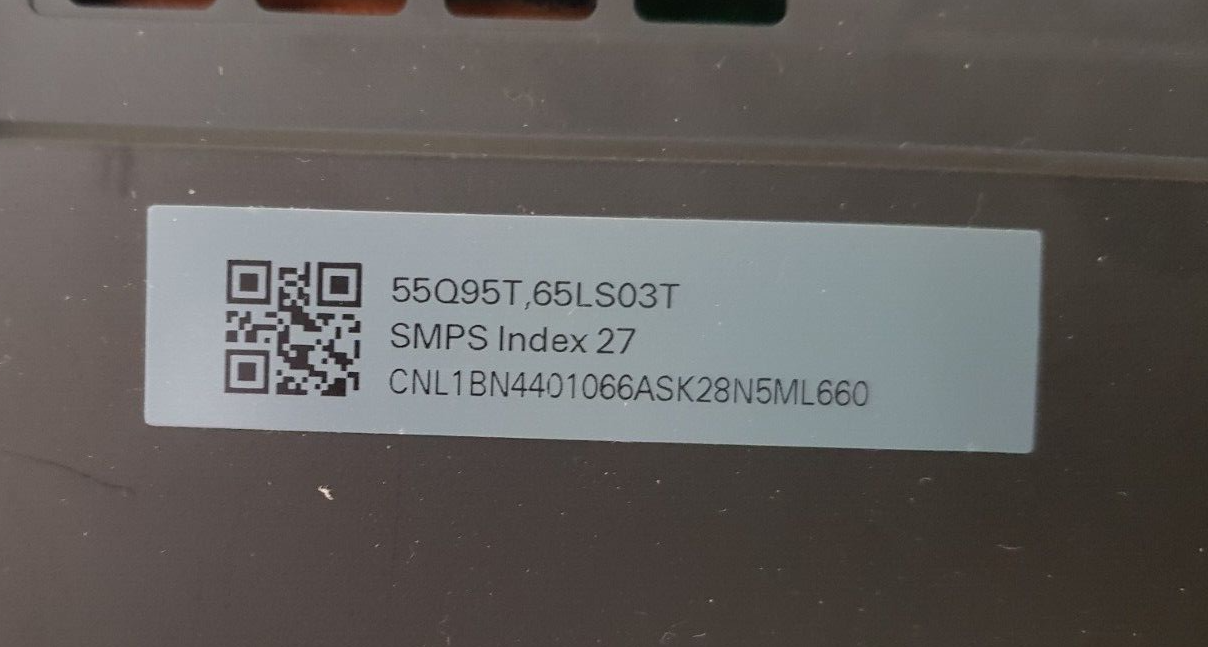 55Q95T,65LS03T
SMPS Index 27
CNL1BN4401066ASK28N5ML660